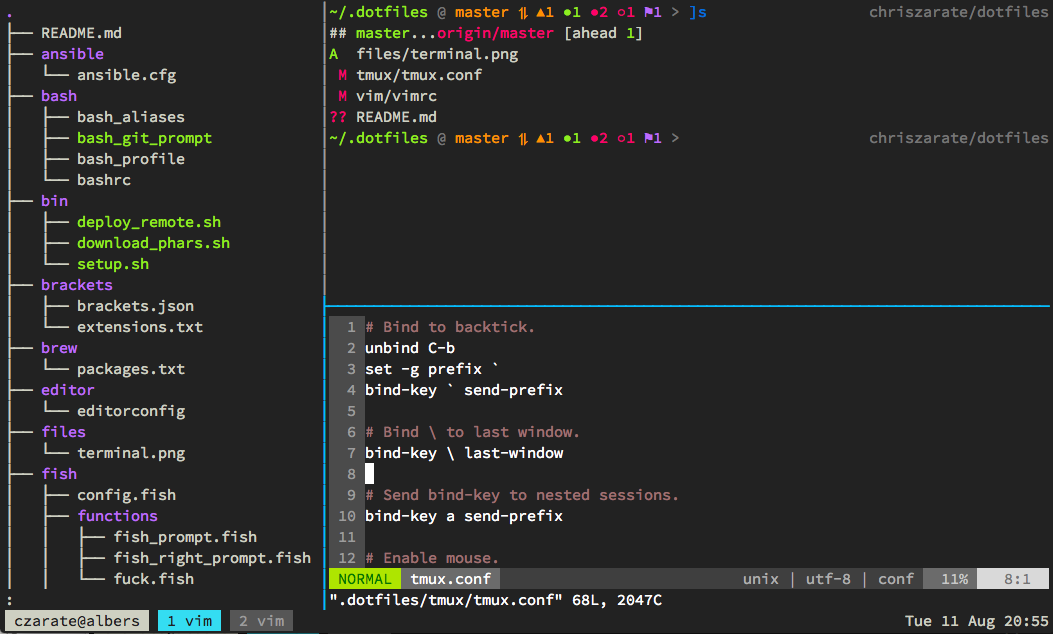 .
├── README.md
├── ansible
│   └── ansible.cfg
├── bash
│   ├── bash_aliases
│   ├── bash_git_prompt
│   ├── bash_profile
│   └── bashrc
├── bin
│   ├── deploy_remote.sh
│   ├── download_phars.sh
│   └── setup.sh
├── brackets
│   ├── brackets.json
│   └── extensions.txt
├── brew
│   └── packages.txt
├── editor
│   └── editorconfig
├── files
│   └── terminal.png
├── fish
│   ├── config.fish
│   ├── functions
│   │   ├── fish_prompt.fish
│   │   ├── fish_right_prompt.fish
│   │   └── fuck.fish
:
~/.dotfiles @ master ⇅ ▲1 ●1 ●2 ○1 ⚑1 > ]s chriszarate/dotfiles
## master...origin/master [ahead 1]
A  files/terminal.png
 M tmux/tmux.conf
 M vim/vimrc
?? README.md
~/.dotfiles @ master ⇅ ▲1 ●1 ●2 ○1 ⚑1 > chriszarate/dotfiles
1 # Bind to backtick.
2 unbind C-b
3 set -g prefix `
4 bind-key ` send-prefix
5
6 # Bind \ to last window.
7 bind-key \ last-window
8
9 # Send bind-key to nested sessions.
10 bind-key a send-prefix
11
12 # Enable mouse.
NORMAL tmux.conf unix | utf-8 | conf 11% 8:1
".dotfiles/tmux/tmux.conf" 68L, 2047C
czarate@albers 1 vim 2 vim Tue 11 Aug 20:55